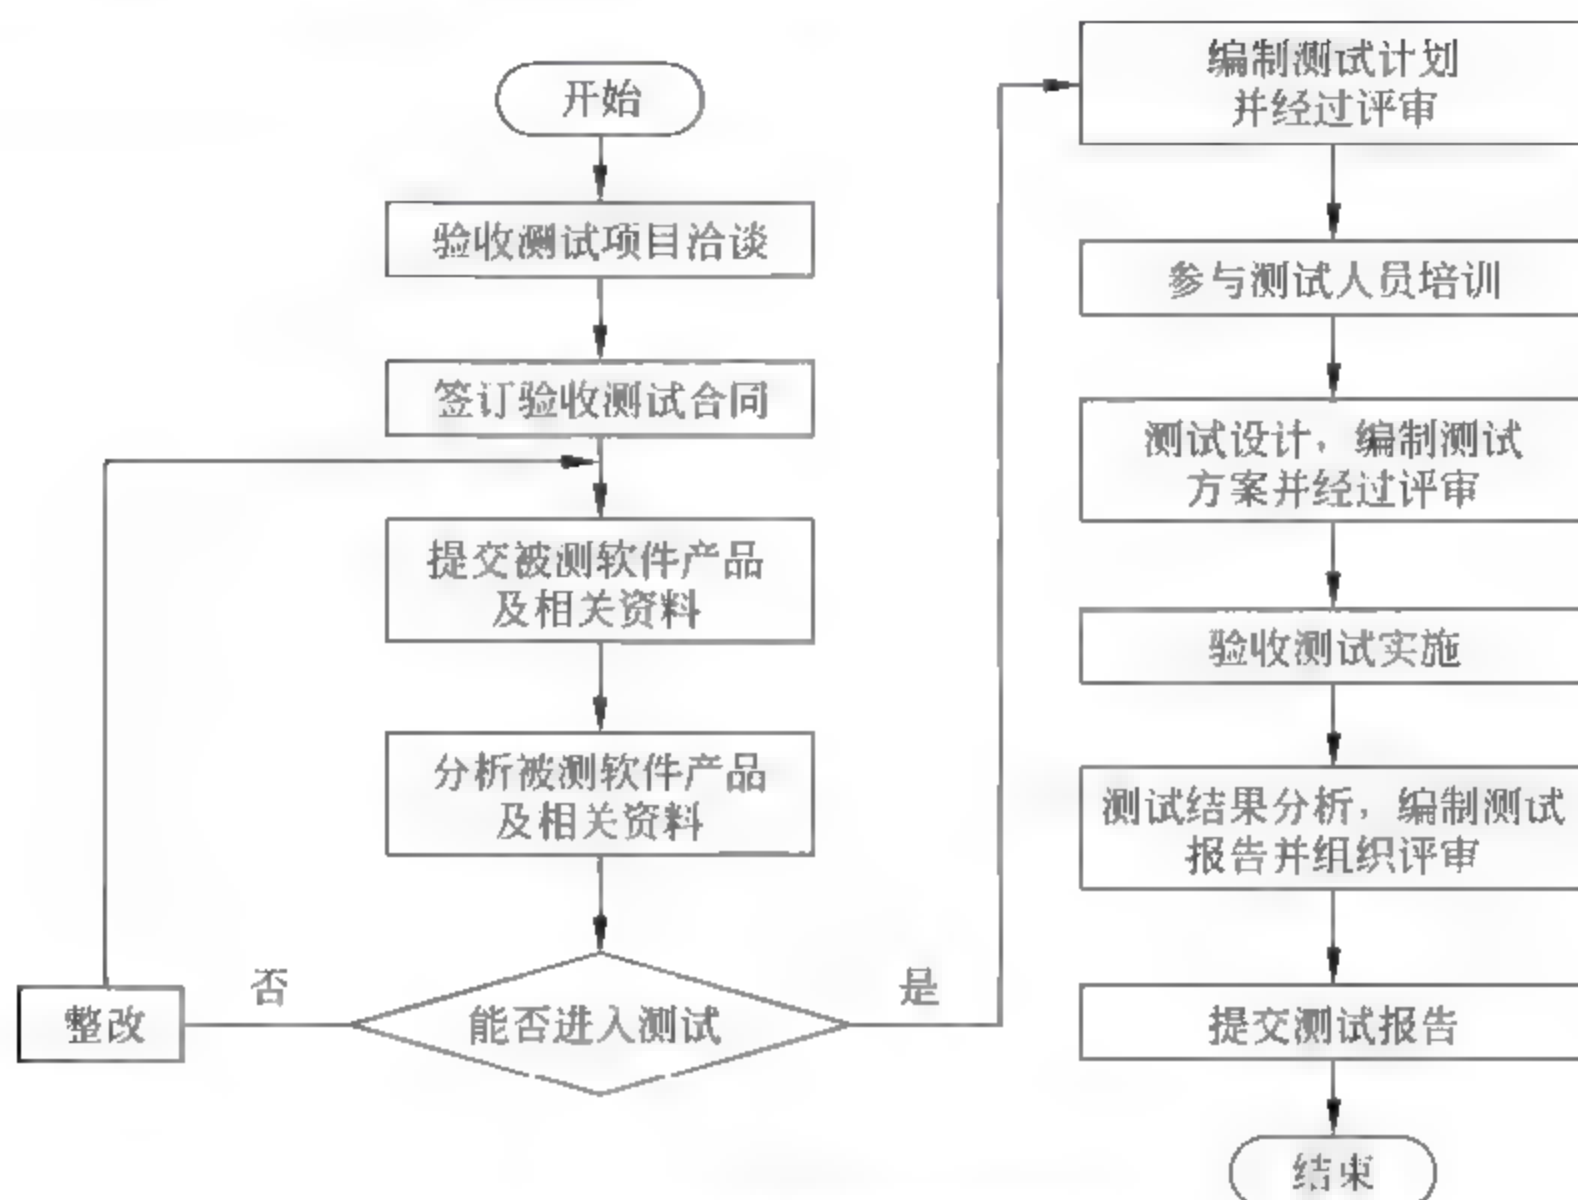 开始
验收测试项目洽谈
签订验收测试合同
提交被测软件产品
及相关资料
分析被测软件产品
及相关资料
能否进入测试
否
整改
是
编制测试计划
并经过评审
参与测试人员培训
测试设计，编制测试
方案并经过评审
验收测试实施
测试结果分析，编制测试
报告并组织评审
提交测试报告
结束